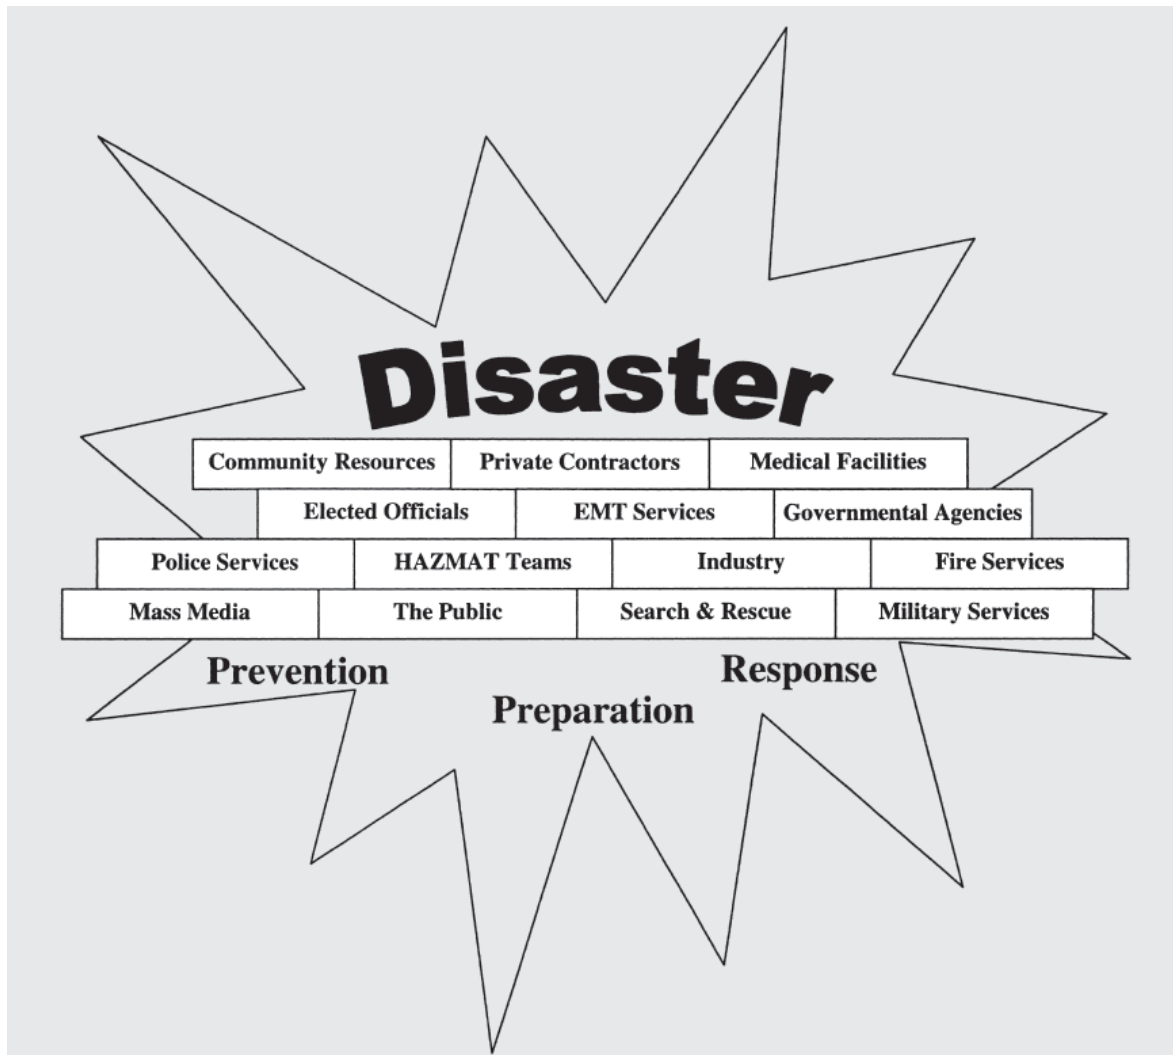 Disaster
Community Resources Private Contractors Medical Facilities
Elected Officials EMT Services Governmental Agencies
Police Services HAZMAT Teams Industry Fire Services
Mass Media The Public Search & Rescue Military Services
Prevention Response
Preparation